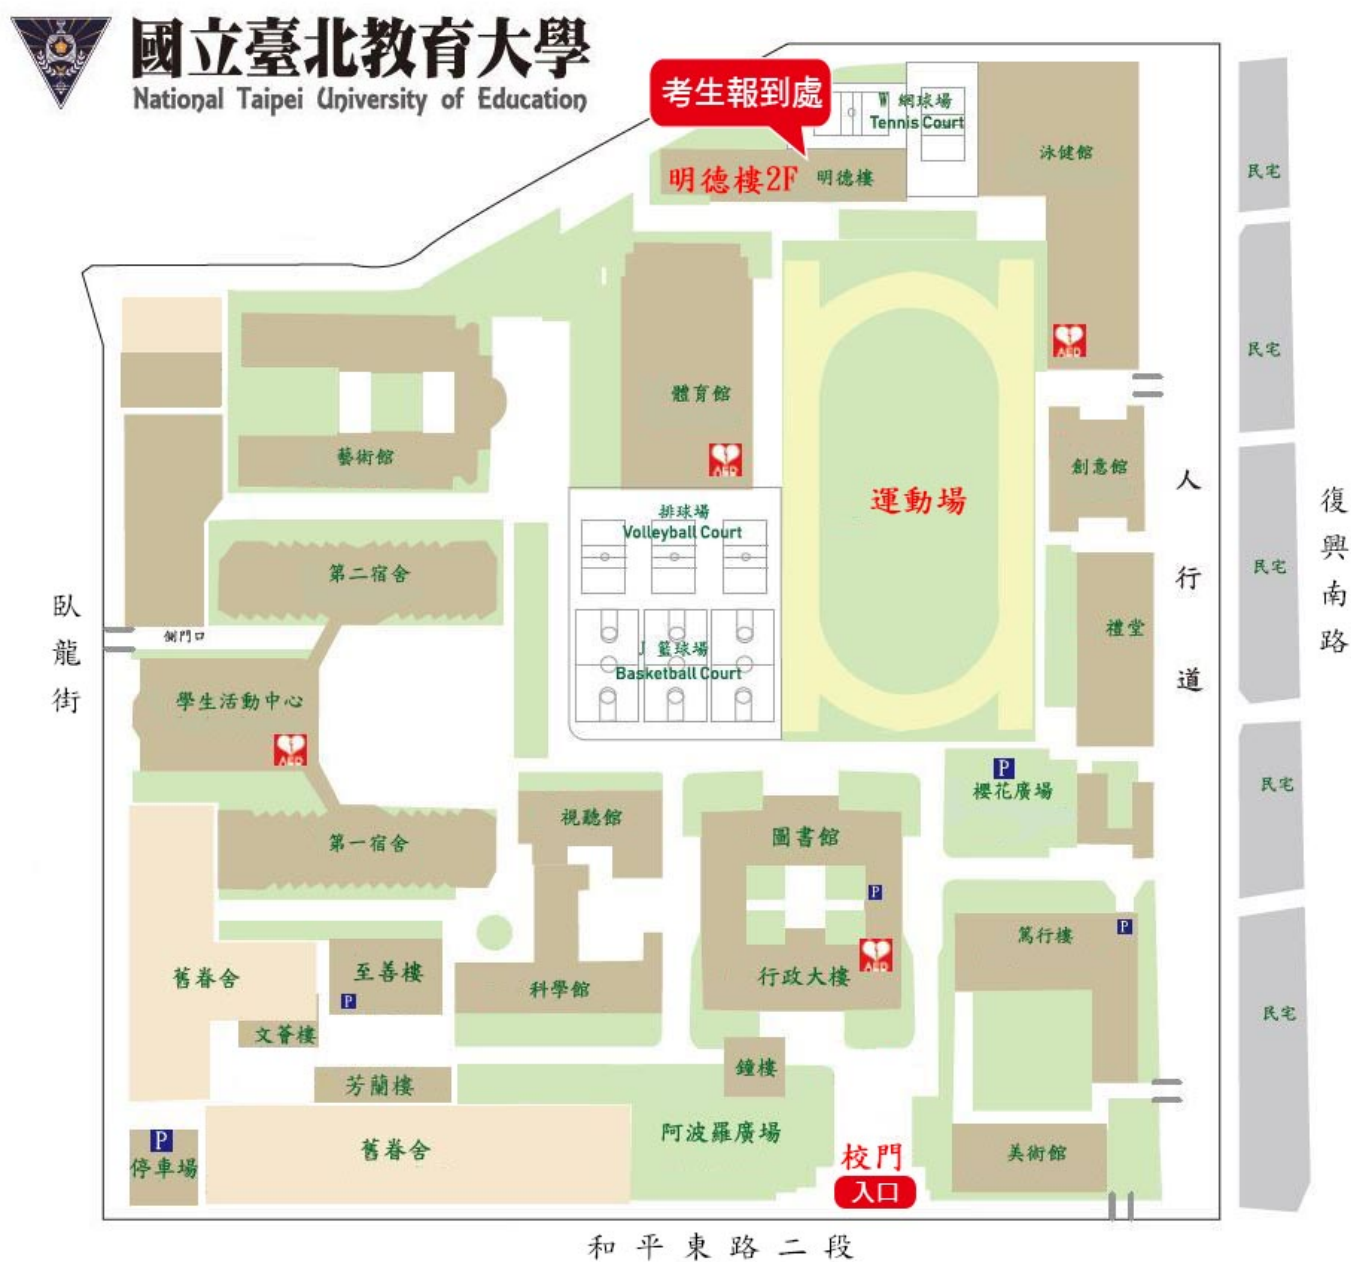 國立臺北教育大學
National Taipei University of Education
考生報到處
網球場
Tennis Court
泳健館
民宅
明德樓2F
明德樓
民宅
AED
體育館
藝術館
AED
創意館
運動場
人行道
復興南路
排球場
Volleyball Court
民宅
第二宿舍
臥龍街
側門口
禮堂
J 籃球場
Basketball Court
學生活動中心
AED
P
櫻花廣場
民宅
視聽館
圖書館
第一宿舍
P
P
篤行樓
AED
舊眷舍
至善樓
P
科學館
行政大樓
民宅
文薈樓
鐘樓
芳蘭樓
阿波羅廣場
P
停車場
舊眷舍
校門
入口
美術館
和平東路二段